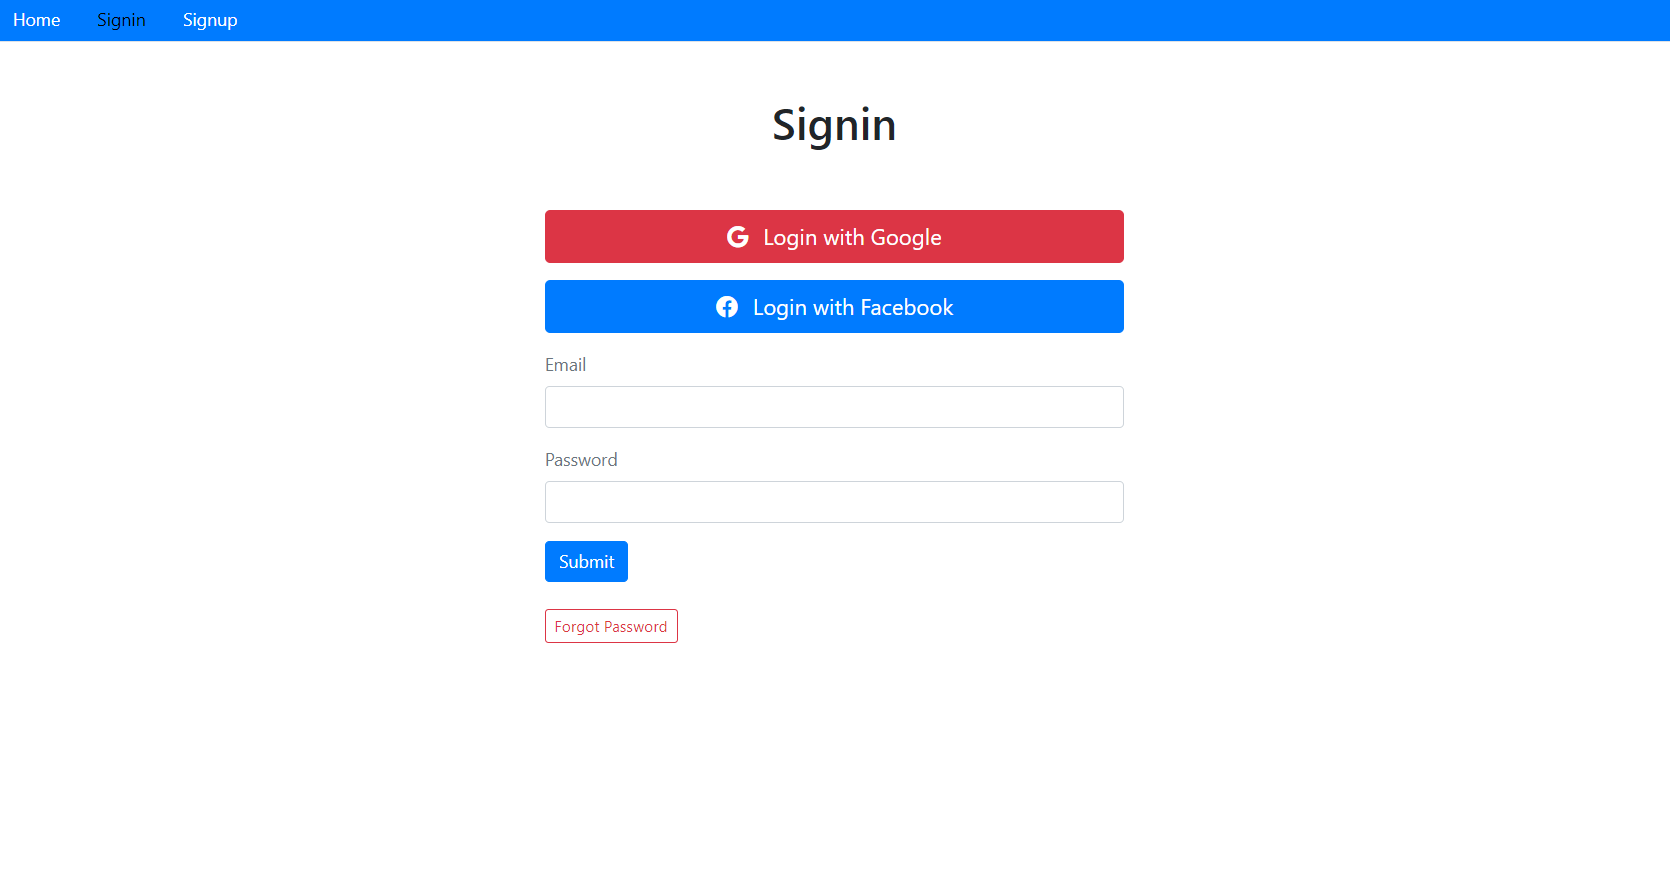 Home Signin Signup
Signin
Login with Google
Login with Facebook
Email
Password
Submit
Forgot Password